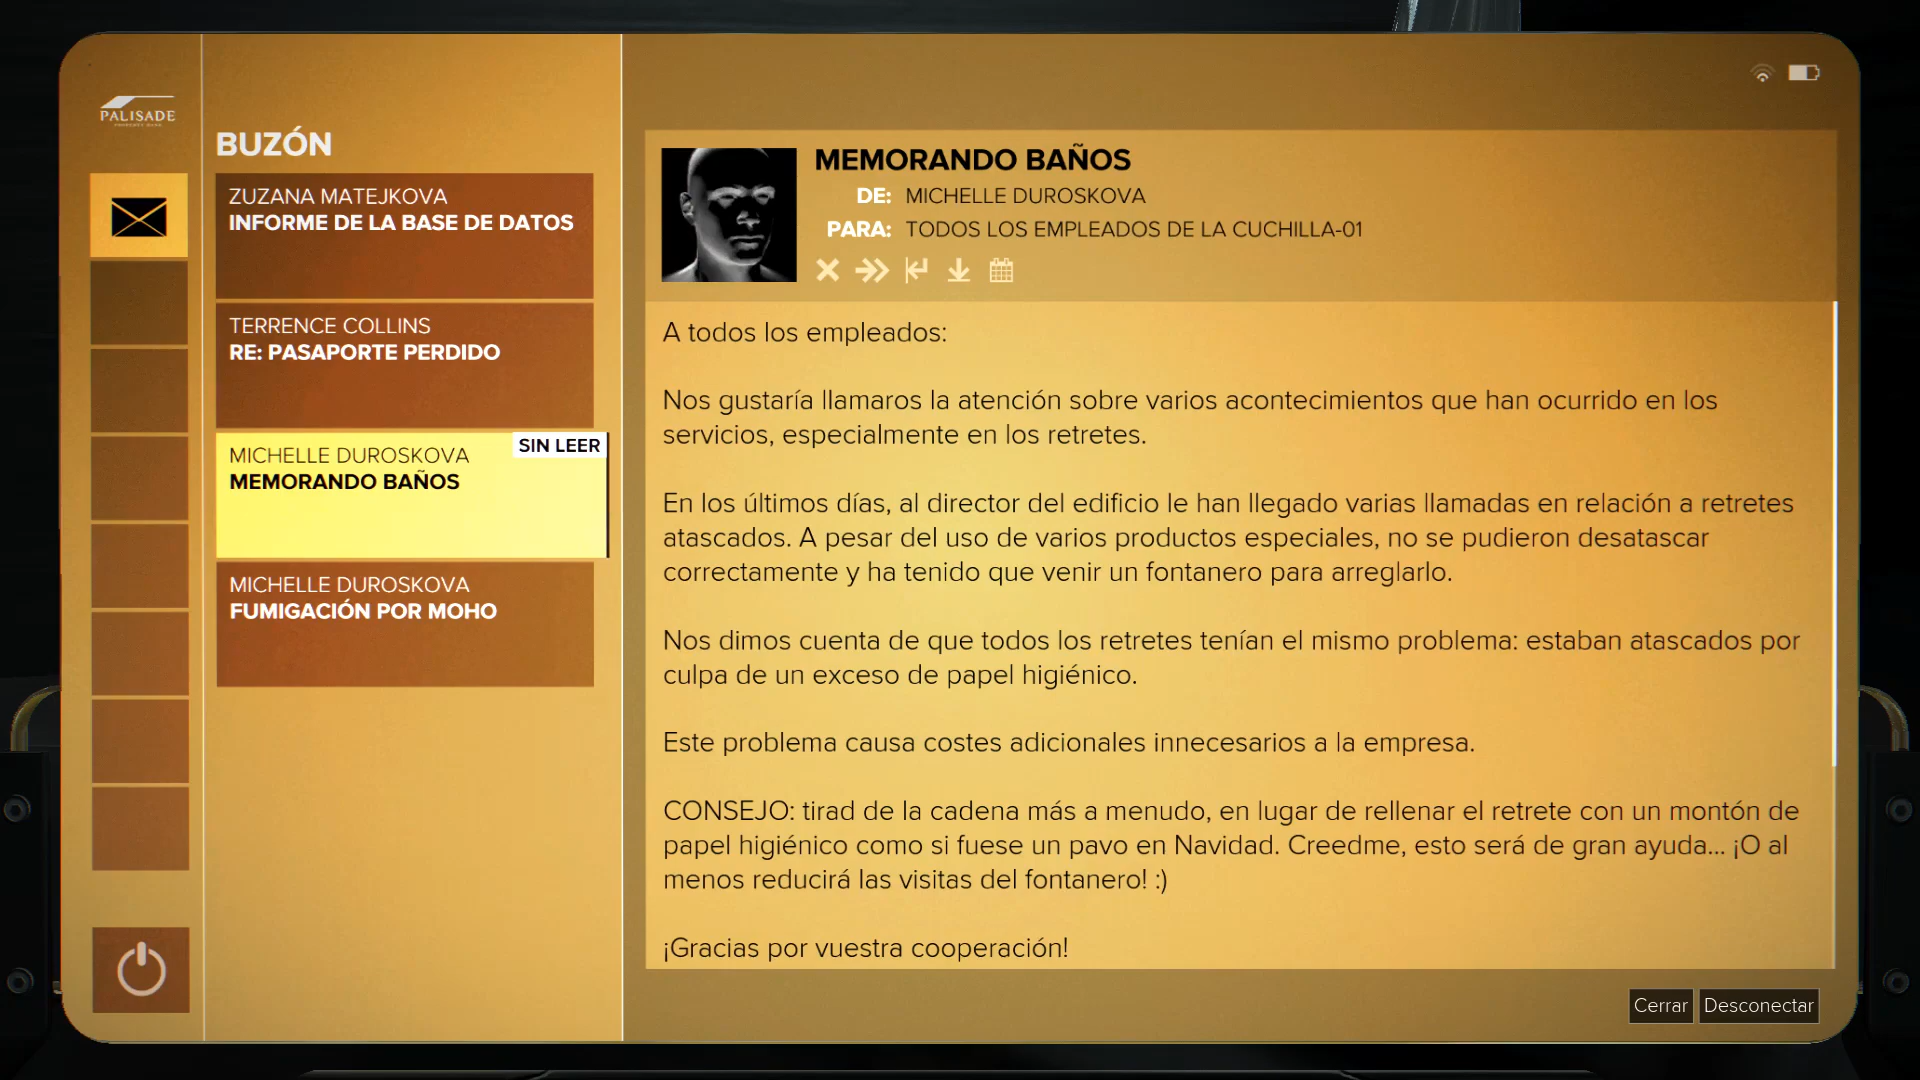 PALISADE
BUZÓN
ZUZANA MATEJKOVA
INFORME DE LA BASE DE DATOS
TERRENCE COLLINS
RE: PASAPORTE PERDIDO
SIN LEER
MICHELLE DUROSKOVA
MEMORANDO BAÑOS
MICHELLE DUROSKOVA
FUMIGACIÓN POR MOHO
MEMORANDO BAÑOS
DE: MICHELLE DUROSKOVA
PARA: TODOS LOS EMPLEADOS DE LA CUCHILLA-01
A todos los empleados:
Nos gustaría llamaros la atención sobre varios acontecimientos que han ocurrido en los
servicios, especialmente en los retretes.
En los últimos días, al director del edificio le han llegado varias llamadas en relación a retretes
atascados. A pesar del uso de varios productos especiales, no se pudieron desatascar
correctamente y ha tenido que venir un fontanero para arreglarlo.
Nos dimos cuenta de que todos los retretes tenían el mismo problema: estaban atascados por
culpa de un exceso de papel higiénico.
Este problema causa costes adicionales innecesarios a la empresa.
CONSEJO: tirad de la cadena más a menudo, en lugar de rellenar el retrete con un montón de
papel higiénico como si fuese un pavo en Navidad. Creedme, esto será de gran ayuda... ¡O al
menos reducirá las visitas del fontanero! :)
¡Gracias por vuestra cooperación!
Cerrar
Desconectar